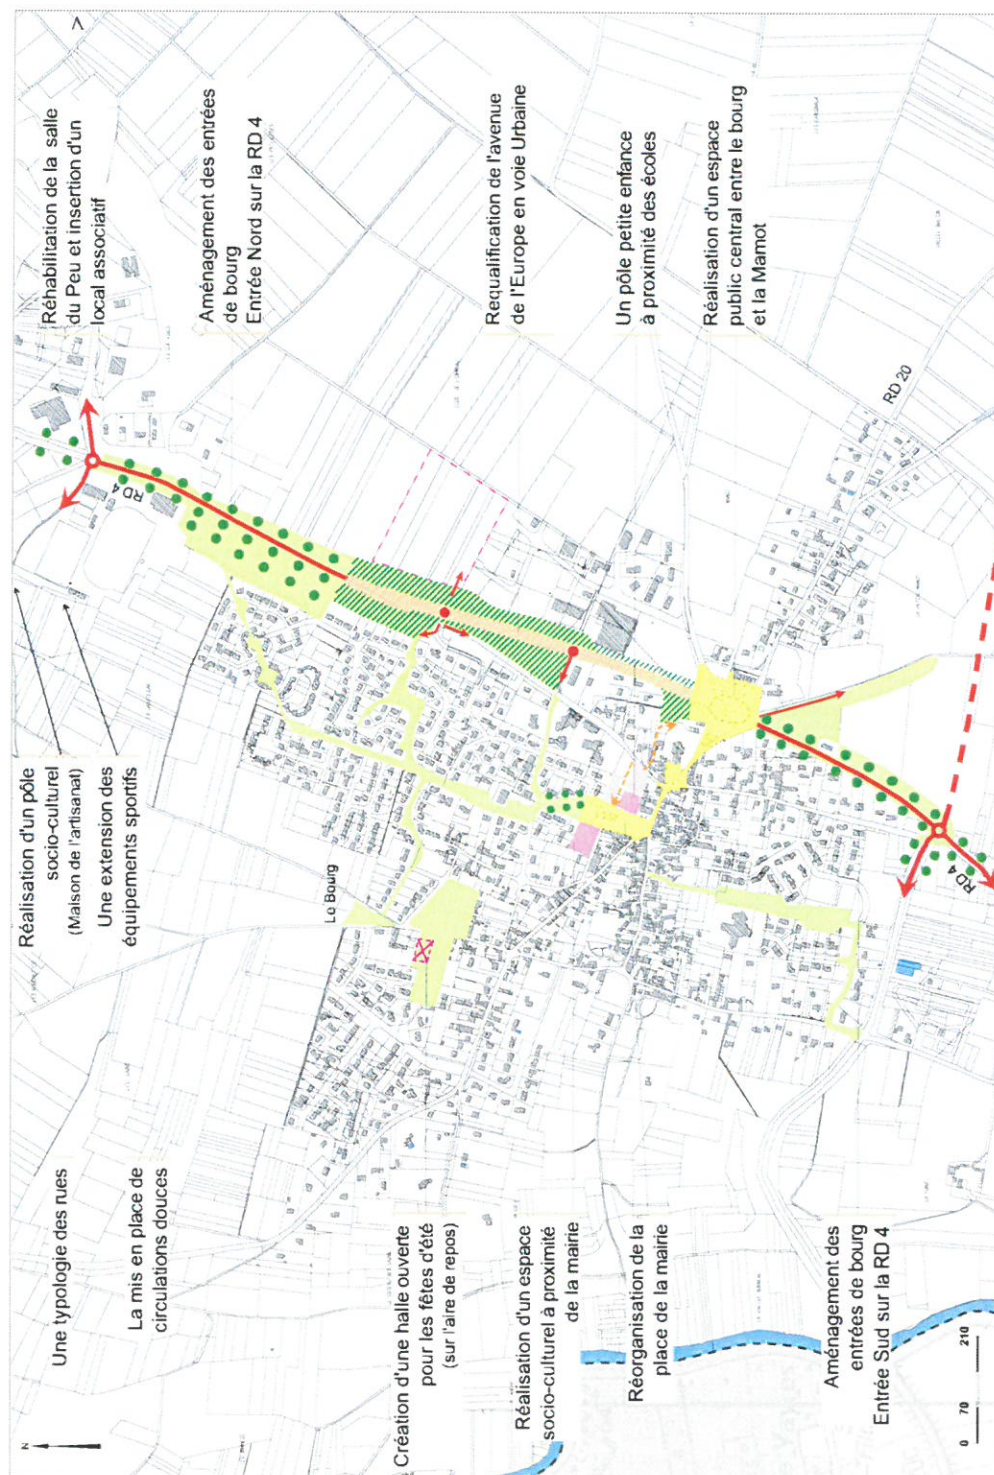 Une typologie des rues
La mis en place de
circulations douces
Création d'une halle ouverte
pour les fêtes d'été
(sur l'aire de repos)
Réalisation d'un espace
socio-culturel à proximité
de la mairie
Réorganisation de la
place de la mairie
Aménagement des
entrées de bourg
Entrée Sud sur la RD 4
Réalisation d'un pôle
socio-culturel
(Maison de l'artisanat)
Une extension des
équipements sportifs
Le Bourg
Réhabilitation de la salle
du Peu et insertion d'un
local associatif
Aménagement des entrées
de bourg
Entrée Nord sur la RD 4
Requalification de l'avenue
de l'Europe en voie Urbaine
Un pôle petite enfance
à proximité des écoles
Réalisation d'un espace
public central entre le bourg
et la Mamot
RD 4
RD 20
RD4
N
0 70 210